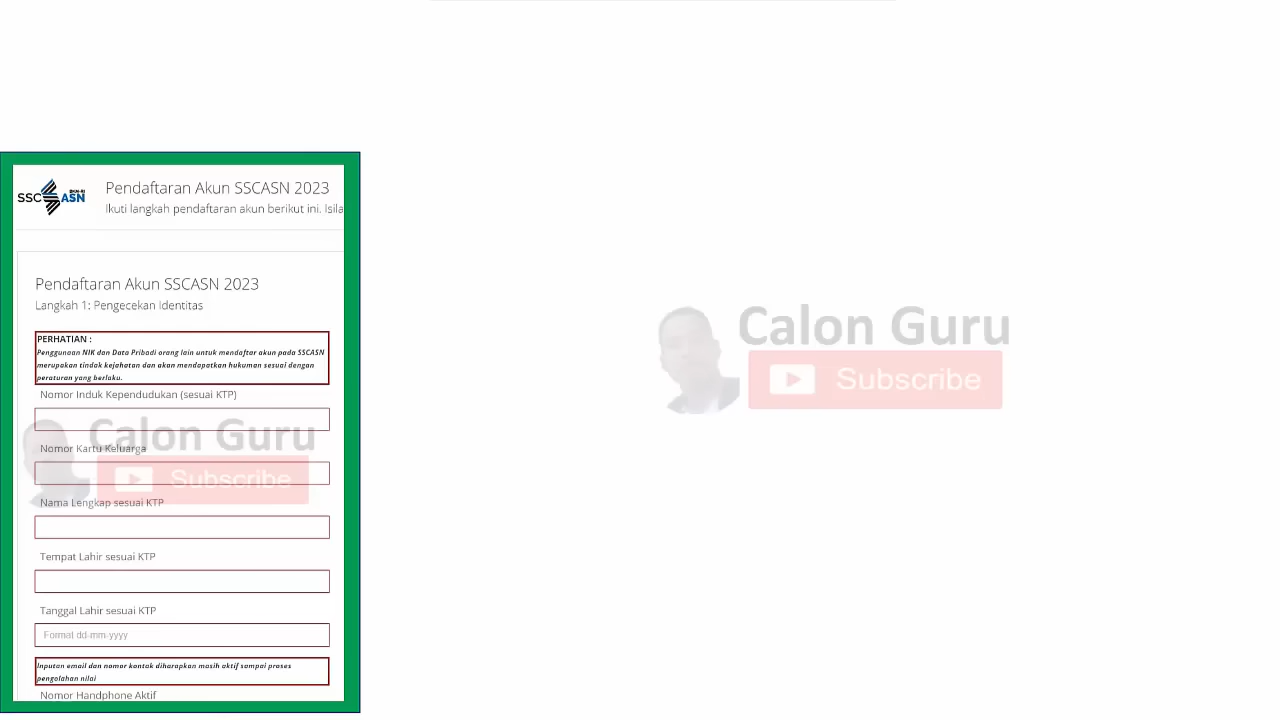 SSCASN
BKN-RI
Pendaftaran Akun SSCASN 2023
Ikuti langkah pendaftaran akun berikut ini. Isila
Pendaftaran Akun SSCASN 2023
Langkah 1: Pengecekan Identitas
PERHATIAN :
Penggunaan NIK dan Data Pribadi orang lain untuk mendaftar akun pada SSCASN
merupakan tindak kejahatan dan akan mendapatkan hukuman sesuai dengan
peraturan yang berlaku.
Nomor Induk Kependudukan (sesuai KTP)
Calon Guru
Nomor Kartu Keluarga
Subscribe
Nama Lengkap sesuai KTP
Tempat Lahir sesuai KTP
Tanggal Lahir sesuai KTP
Format dd-mm-yyyy
Inputan email dan nomor kontak diharapkan masih aktif sampai proses
pengolahan nilai
Nomor Handphone Aktif
Calon Guru
Subscribe